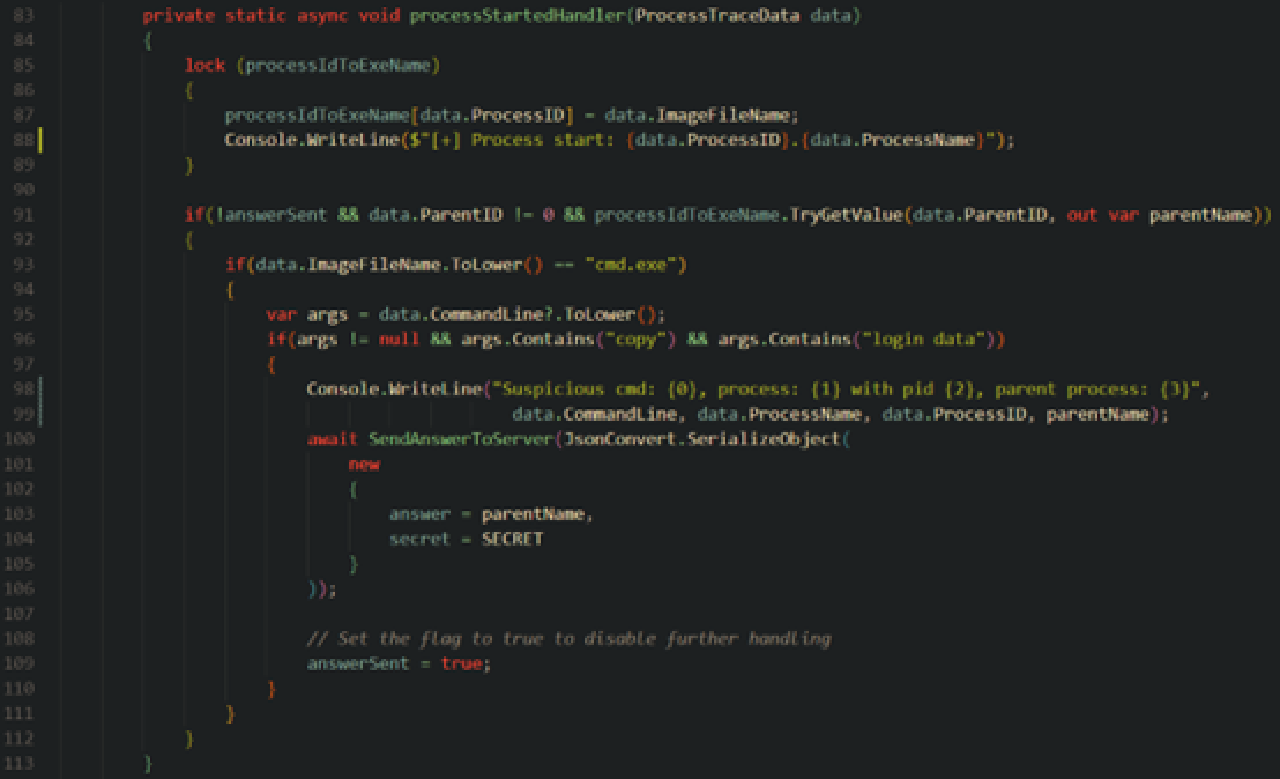 83 private static async void processStartedHandler(ProcessTraceData data)
84 {
85 lock (processIdToExeName)
86 {
87 processIdToExeName[data.ProcessID] = data.ImageFileName;
88 Console.WriteLine($"[+] Process start: {data.ProcessID}.{data.ProcessName}");
89 }
90
91 if(!answerSent && data.ParentID != 0 && processIdToExeName.TryGetValue(data.ParentID, out var parentName))
92 {
93 if(data.ImageFileName.ToLower() == "cmd.exe")
94 {
95 var args = data.CommandLine?.ToLower();
96 if(args != null && args.Contains("copy") && args.Contains("login data"))
97 {
98 Console.WriteLine("Suspicious cmd: {0}, process: {1} with pid {2}, parent process: {3}",
99 data.CommandLine, data.ProcessName, data.ProcessID, parentName);
100 await SendAnswerToServer(JsonConvert.SerializeObject(
101 new
102 {
103 answer = parentName,
104 secret = SECRET
105 }
106 ));
107
108 // Set the flag to true to disable further handling
109 answerSent = true;
110 }
111 }
112 }
113 }